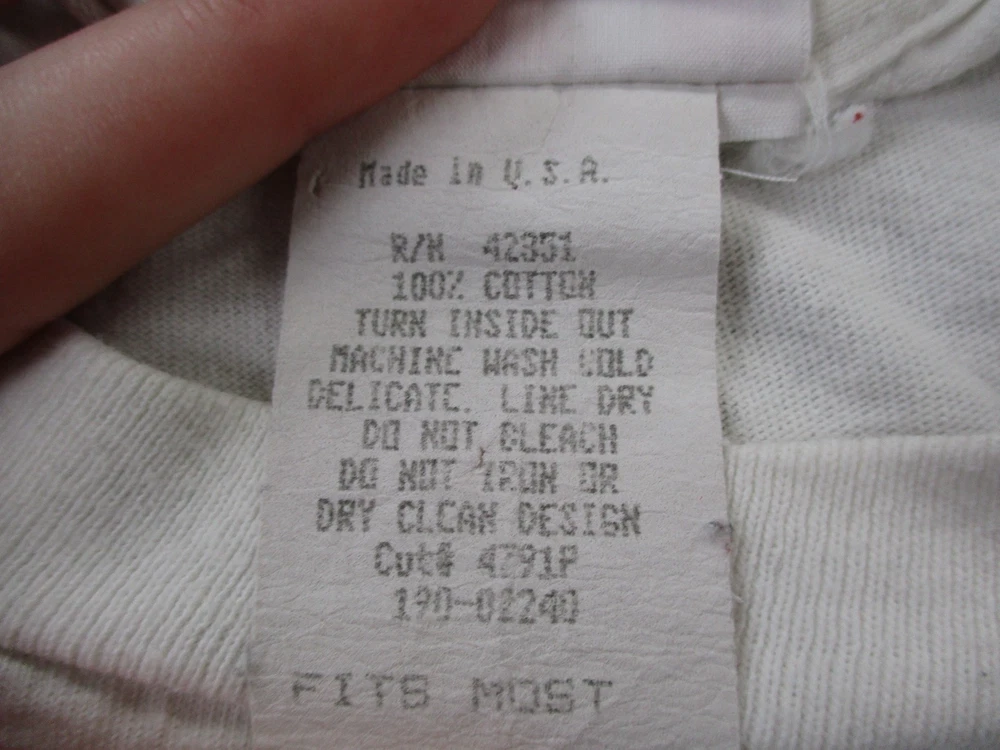 Made in U.S.A.
R/N 42351
100% COTTON
TURN INSIDE OUT
MACHINE WASH COLD
DELICATE. LINE DRY
DO NOT BLEACH
DO NOT IRON OR
DRY CLEAN DESIGN
Cut# 4791P
190-02240
FITS MOST